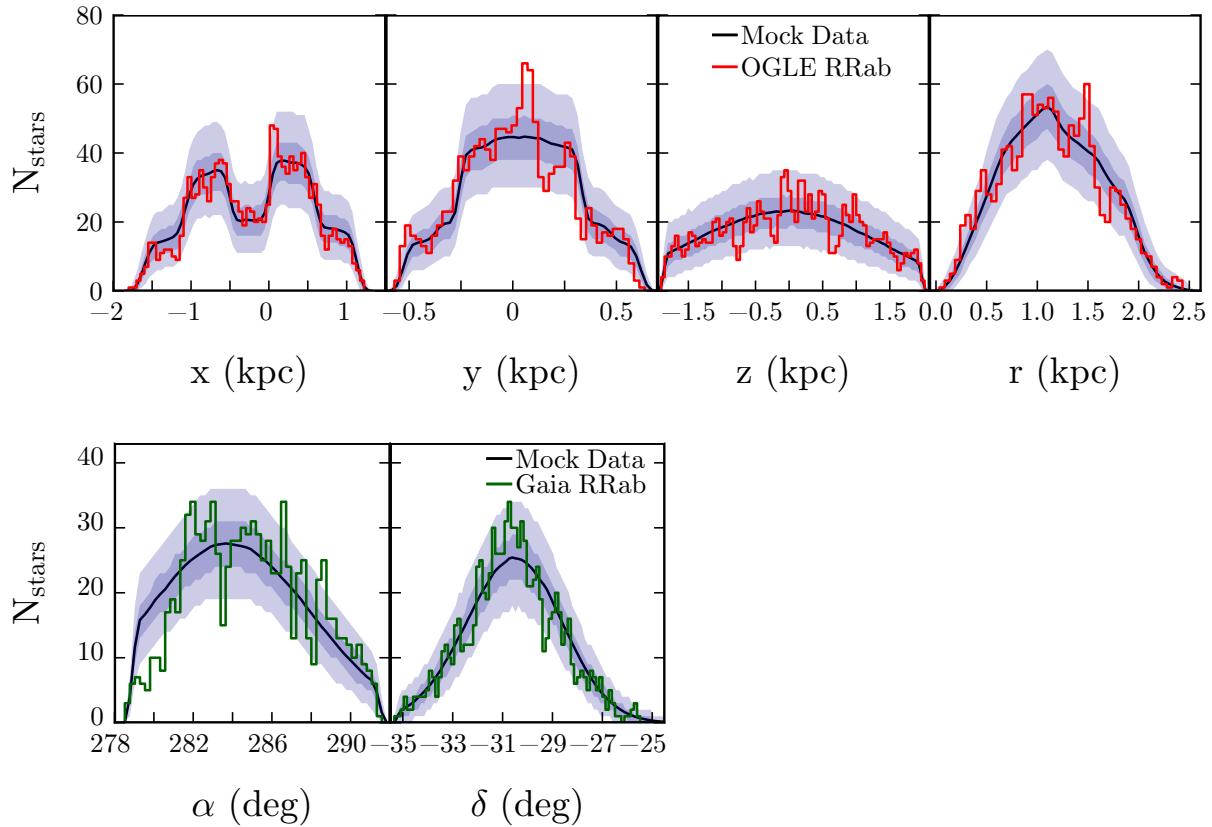 80
60
40
20
0
N_stars
Mock Data
OGLE RRab
−2 −1 0 1
−0.5 0 0.5
−1.5 −0.5 0.5 1.5
0.0 0.5 1.0 1.5 2.0 2.5
x (kpc) y (kpc) z (kpc) r (kpc)
40
30
20
10
0
N_stars
Mock Data
Gaia RRab
278 282 286 290
−35 −33 −31 −29 −27 −25
α (deg) δ (deg)